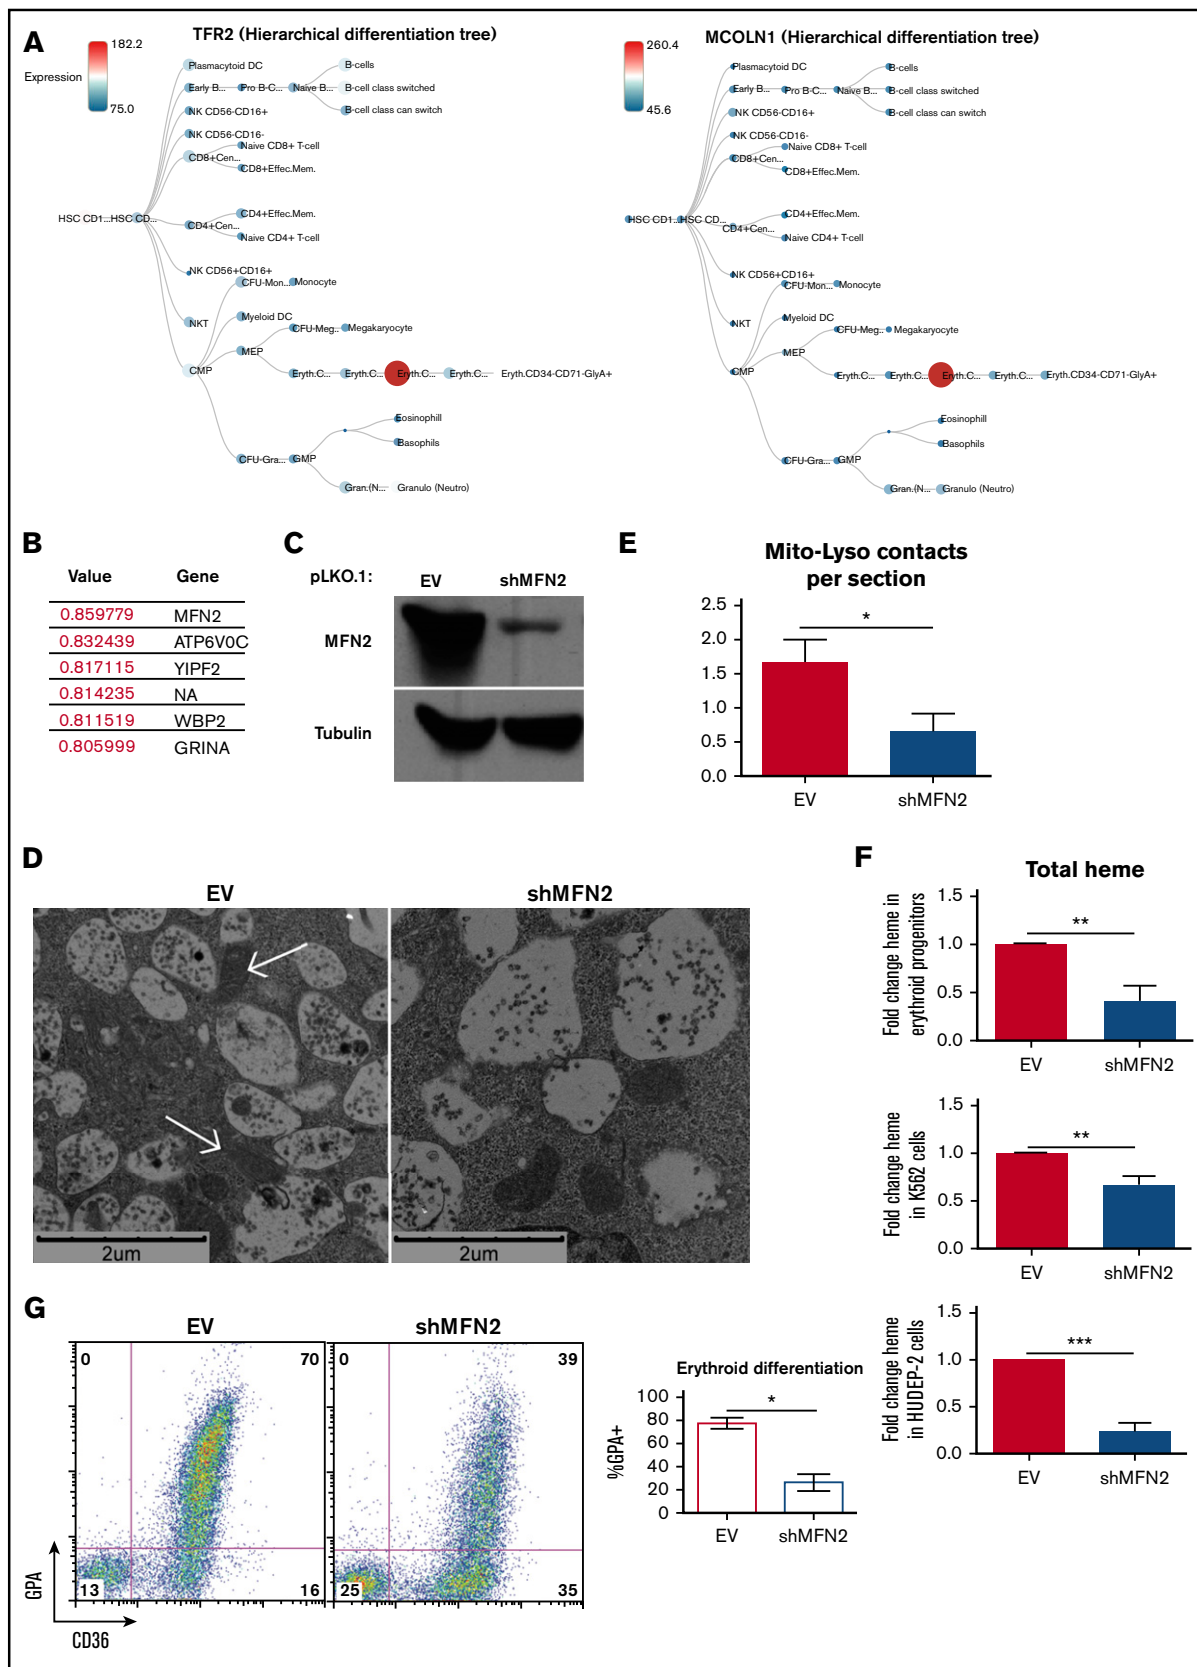 A
TFR2 (Hierarchical differentiation tree)
182.2
Expression
75.0
Plasmacytoid DC
B-cells
Early B...
Pro B-C...
Naive B...
B-cell class switched
NK CD56-CD16+
B-cell class can switch
NK CD56-CD16-
Naive CD8+ T-cell
CD8+Cen...
CD8+Effec.Mem.
HSC CD1...
HSC CD...
CD4+Effec.Mem.
CD4+Cen...
Naive CD4+ T-cell
NK CD56+CD16+
CFU-Mon...
Monocyte
NKT
Myeloid DC
CFU-Meg..
Megakaryocyte
MEP
CMP
Eryth.C...
Eryth.C...
Eryth.C...
Eryth.C...
Eryth.CD34-CD71-GlyA+
Eosinophill
Basophils
CFU-Gra...
GMP
Gran.(N...
Granulo (Neutro)
MCOLN1 (Hierarchical differentiation tree)
260.4
45.6
Plasmacytoid DC
B-cells
Early B...
Pro B-C...
Naive B...
B-cell class switched
NK CD56-CD16+
B-cell class can switch
NK CD56-CD16-
Naive CD8+ T-cell
CD8+Cen...
CD8+Effec.Mem.
HSC CD1...
HSC CD...
CD4+Effec.Mem.
CD4+Cen...
Naive CD4+ T-cell
NK CD56+CD16+
CFU-Mon...
Monocyte
NKT
Myeloid DC
CFU-Meg..
Megakaryocyte
MEP
CMP
Eryth.C...
Eryth.C...
Eryth.C...
Eryth.C...
Eryth.CD34-CD71-GlyA+
Eosinophill
Basophils
CFU-Gra...
GMP
Gran.(N...
Granulo (Neutro)
B
Value Gene
0.859779 MFN2
0.832439 ATP6V0C
0.817115 YIPF2
0.814235 NA
0.811519 WBP2
0.805999 GRINA
C
pLKO.1: EV shMFN2
MFN2
Tubulin
E
Mito-Lyso contacts
per section
2.5
2.0
1.5
1.0
0.5
0.0
*
EV shMFN2
D
EV shMFN2
2um 2um
F
Total heme
Fold change heme in
erythroid progenitors
1.5
1.0
0.5
0.0
**
EV shMFN2
Fold change heme
in K562 cells
1.5
1.0
0.5
0.0
**
EV shMFN2
Fold change heme
in HUDEP-2 cells
1.5
1.0
0.5
0.0
***
EV shMFN2
G
EV shMFN2
0 70
13 16
0 39
25 35
GPA
CD36
Erythroid differentiation
%GPA+
100
80
60
40
20
0
*
EV shMFN2